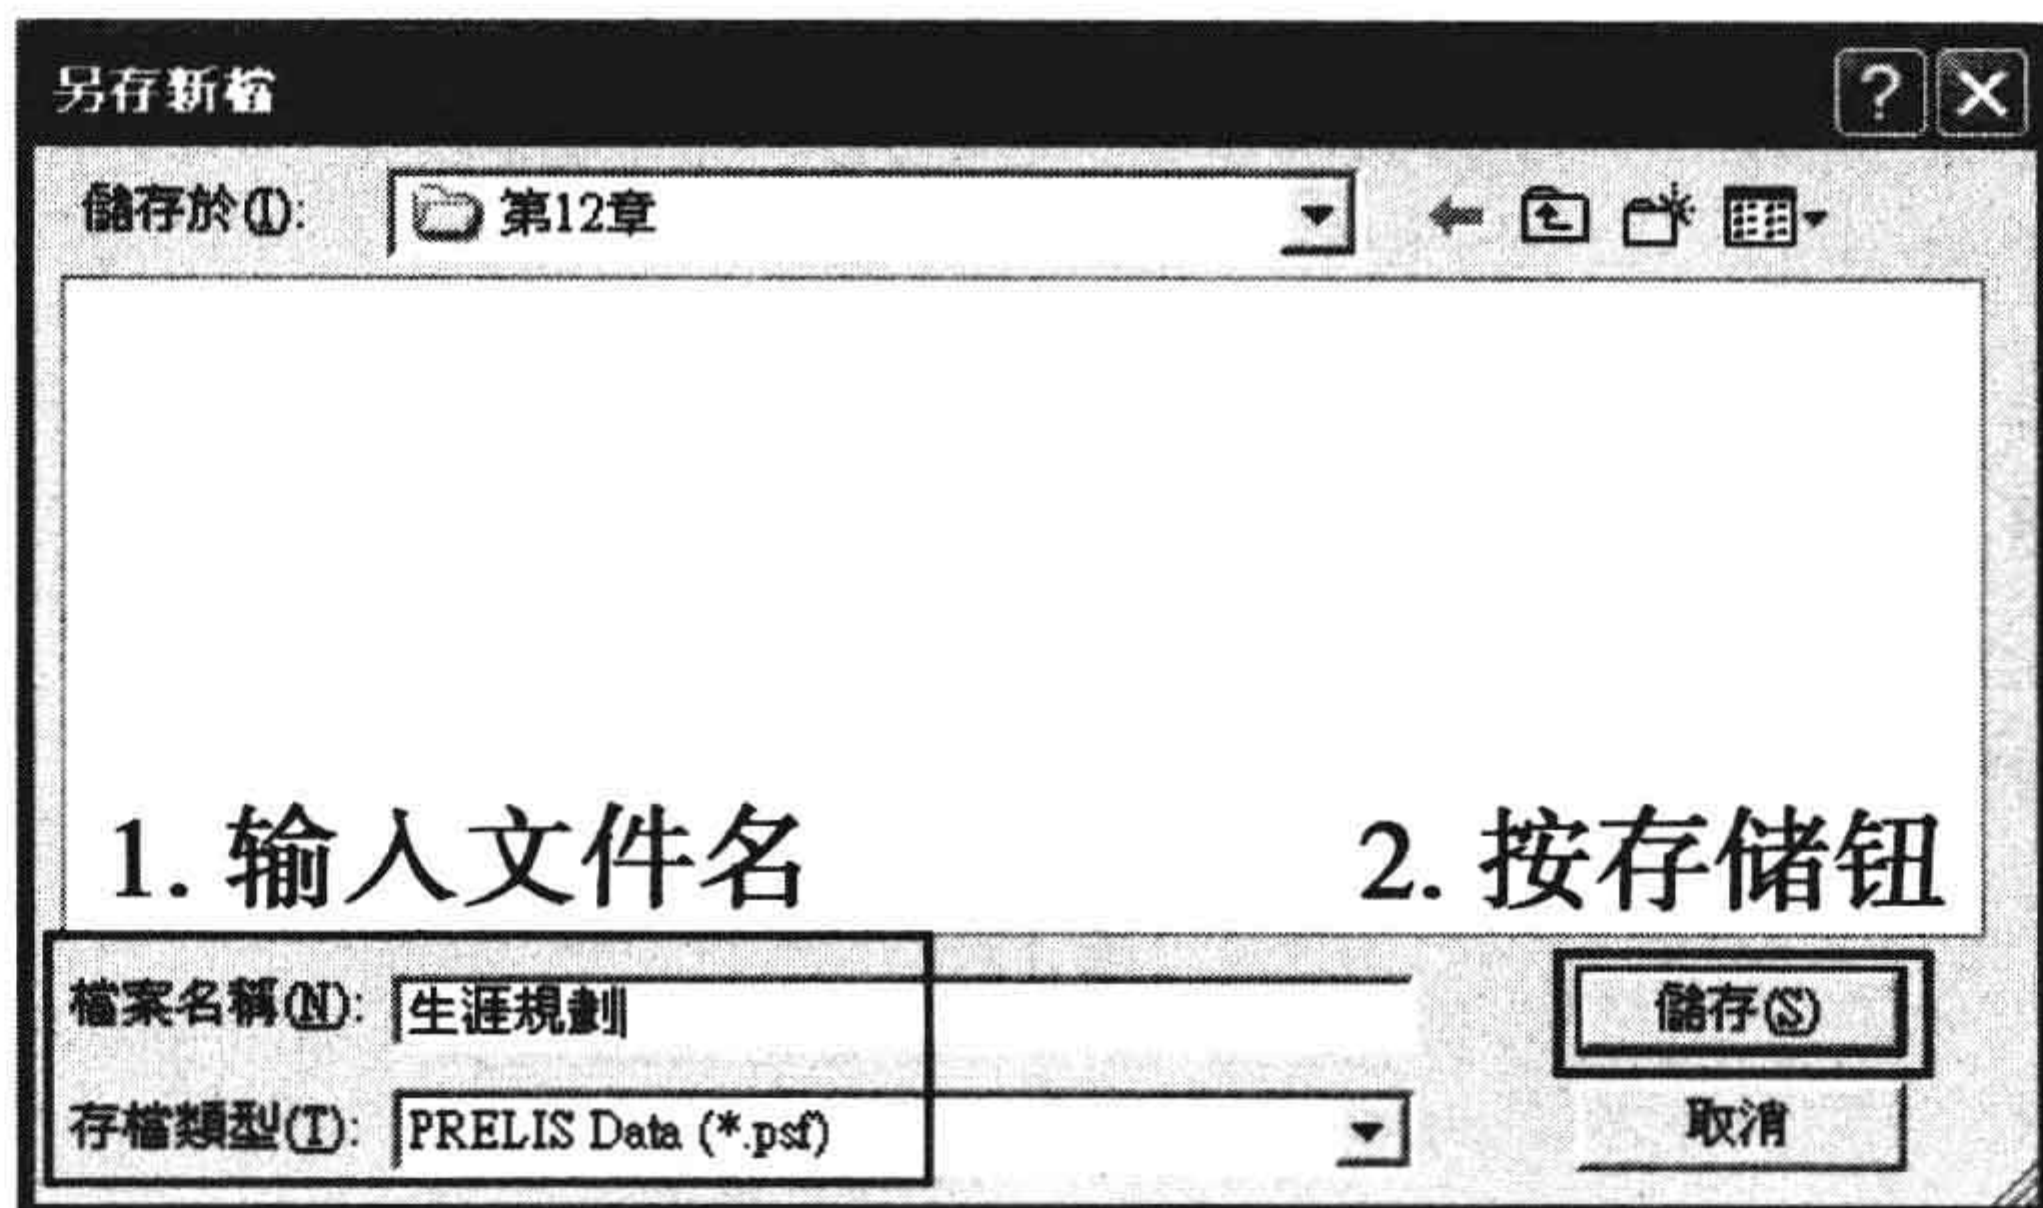 另存新檔
儲存於(I): 第12章
1. 输入文件名 2. 按存储钮
檔案名稱(N): 生涯規劃 儲存(S)
存檔類型(T): PRELIS Data (*.psf) 取消